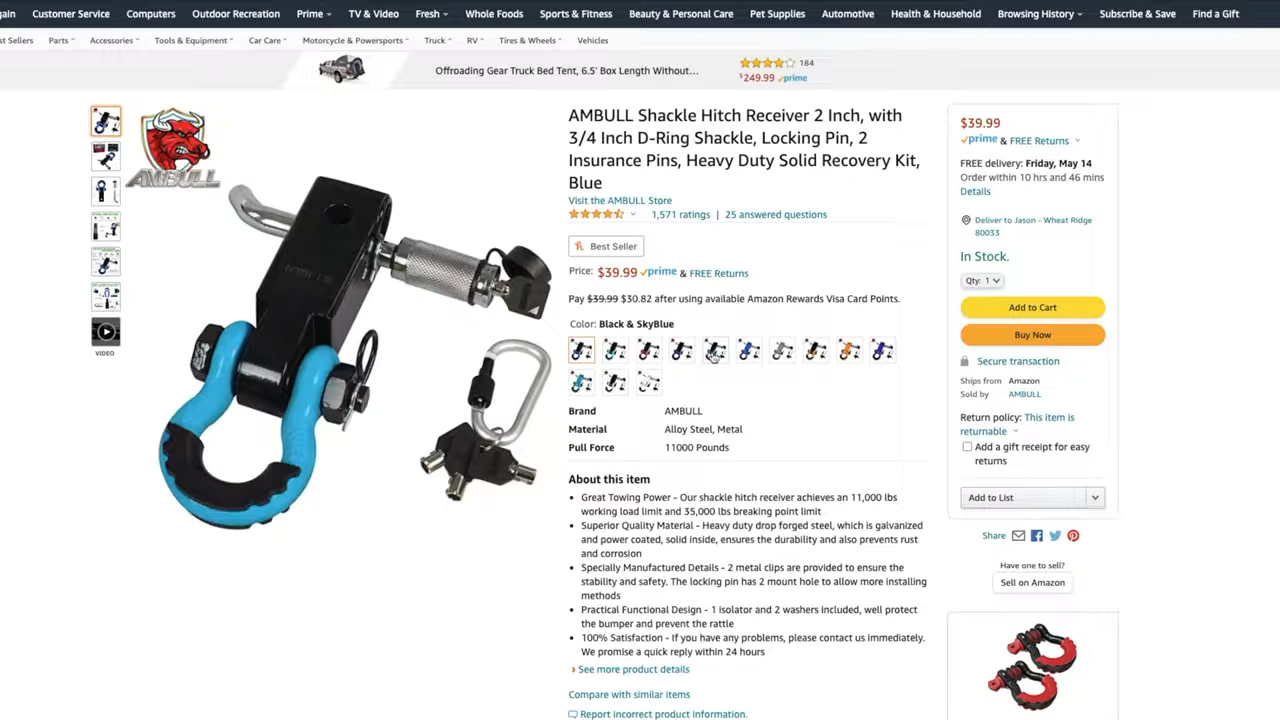 gain Customer Service Computers Outdoor Recreation Prime TV & Video Fresh Whole Foods Sports & Fitness Beauty & Personal Care Pet Supplies Automotive Health & Household Browsing History Subscribe & Save Find a Gift
st Sellers Parts Accessories Tools & Equipment Car Care Motorcycle & Powersports Truck RV Tires & Wheels Vehicles
Offroading Gear Truck Bed Tent, 6.5' Box Length Without…
184
$249.99 prime
AMBULL
VIDEO
AMBULL Shackle Hitch Receiver 2 Inch, with
3/4 Inch D-Ring Shackle, Locking Pin, 2
Insurance Pins, Heavy Duty Solid Recovery Kit,
Blue
Visit the AMBULL Store
1,571 ratings | 25 answered questions
Best Seller
Price: $39.99 prime & FREE Returns
Pay $39.99 $30.82 after using available Amazon Rewards Visa Card Points.
Color: Black & SkyBlue
Brand AMBULL
Material Alloy Steel, Metal
Pull Force 11000 Pounds
About this item
• Great Towing Power - Our shackle hitch receiver achieves an 11,000 lbs
working load limit and 35,000 lbs breaking point limit
• Superior Quality Material - Heavy duty drop forged steel, which is galvanized
and power coated, solid inside, ensures the durability and also prevents rust
and corrosion
• Specially Manufactured Details - 2 metal clips are provided to ensure the
stability and safety. The locking pin has 2 mount hole to allow more installing
methods
• Practical Functional Design - 1 isolator and 2 washers included, well protect
the bumper and prevent the rattle
• 100% Satisfaction - If you have any problems, please contact us immediately.
We promise a quick reply within 24 hours
› See more product details
Compare with similar items
Report incorrect product information.
$39.99
prime & FREE Returns
FREE delivery: Friday, May 14
Order within 10 hrs and 46 mins
Details
Deliver to Jason - Wheat Ridge
80033
In Stock.
Qty: 1
Add to Cart
Buy Now
Secure transaction
Ships from Amazon
Sold by AMBULL
Return policy: This item is
returnable
Add a gift receipt for easy
returns
Add to List
Share
Have one to sell?
Sell on Amazon